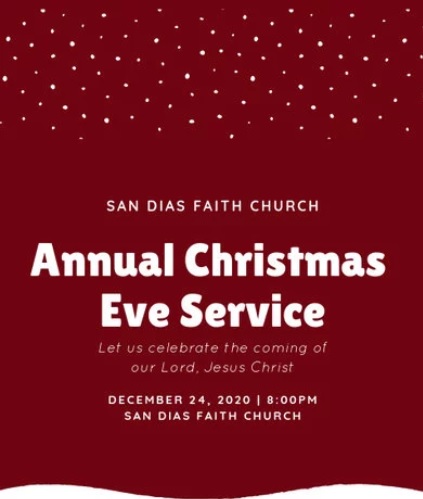 SAN DIAS FAITH CHURCH
Annual Christmas
Eve Service
Let us celebrate the coming of
our Lord, Jesus Christ
DECEMBER 24, 2020 | 8:00PM
SAN DIAS FAITH CHURCH